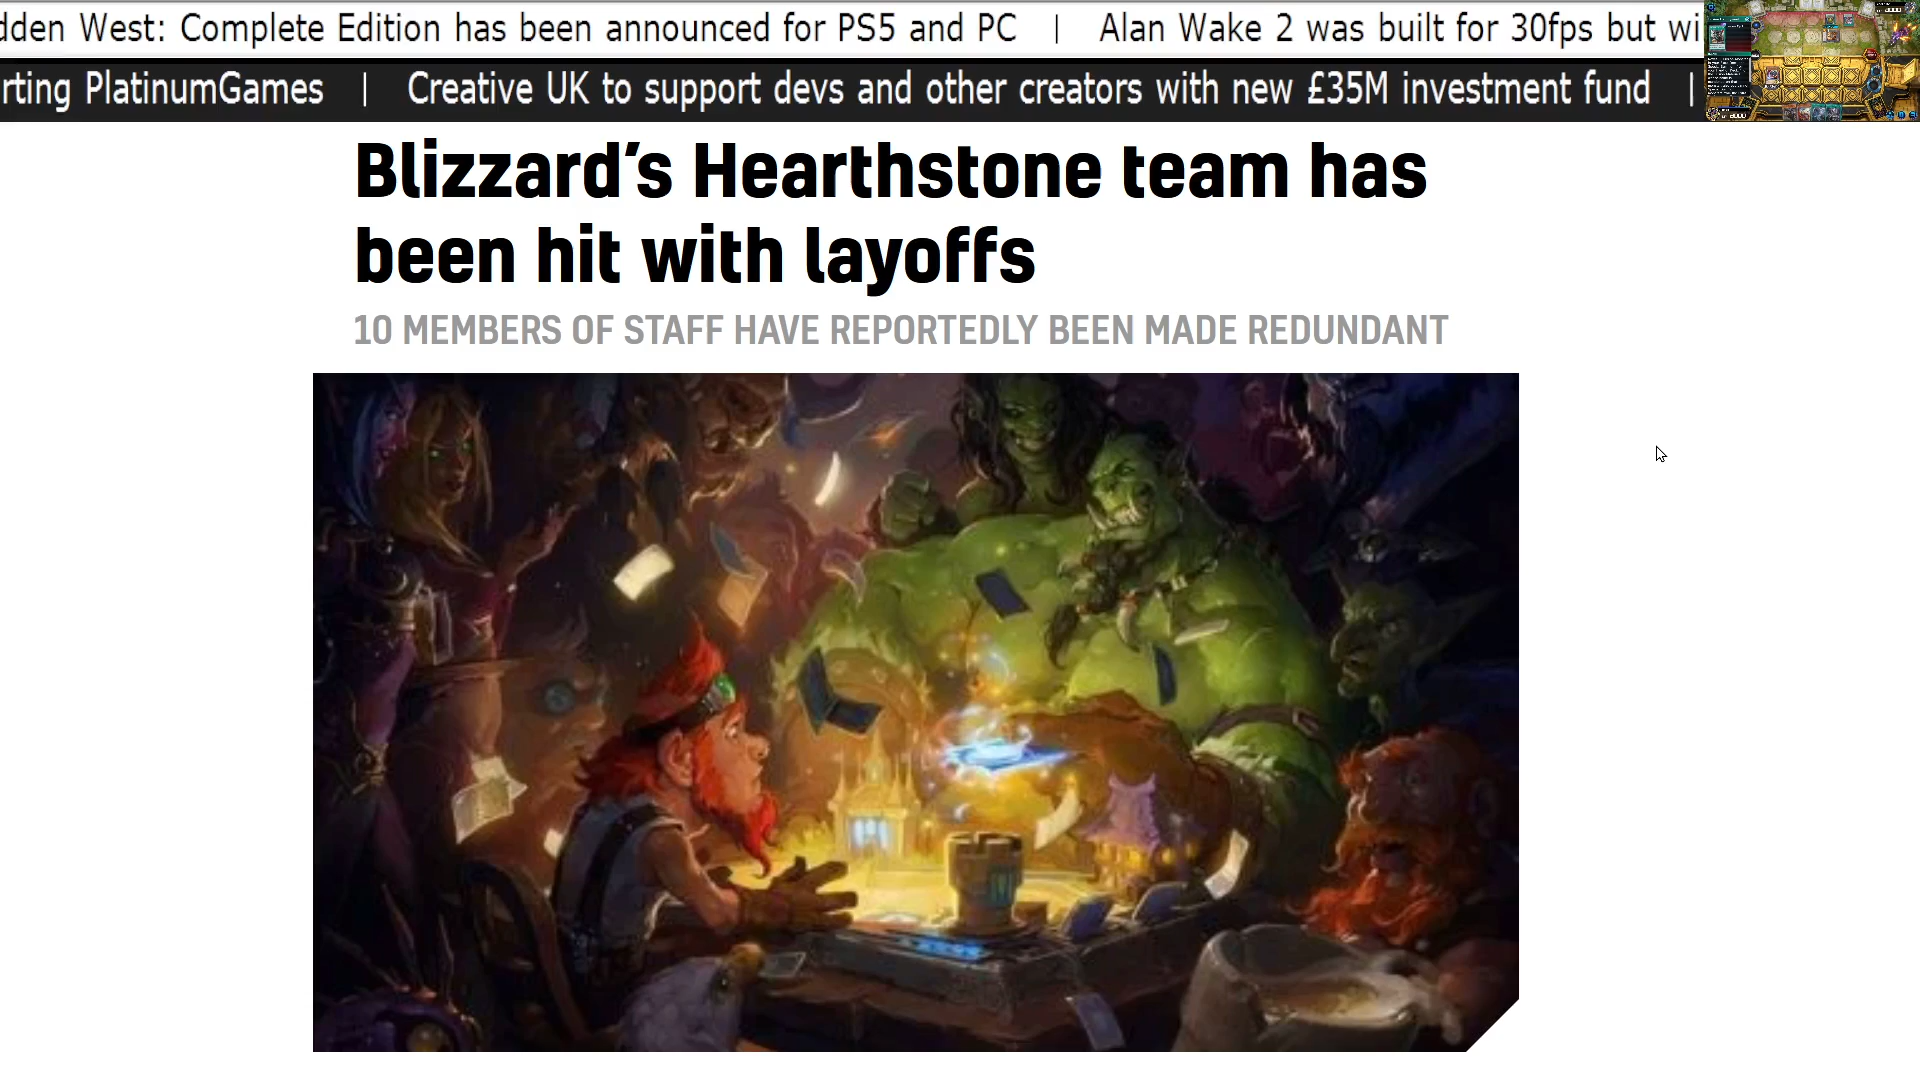 dden West: Complete Edition has been announced for PS5 and PC | Alan Wake 2 was built for 30fps but wi
rting PlatinumGames | Creative UK to support devs and other creators with new £35M investment fund |
Blizzard’s Hearthstone team has
been hit with layoffs
10 MEMBERS OF STAFF HAVE REPORTEDLY BEEN MADE REDUNDANT